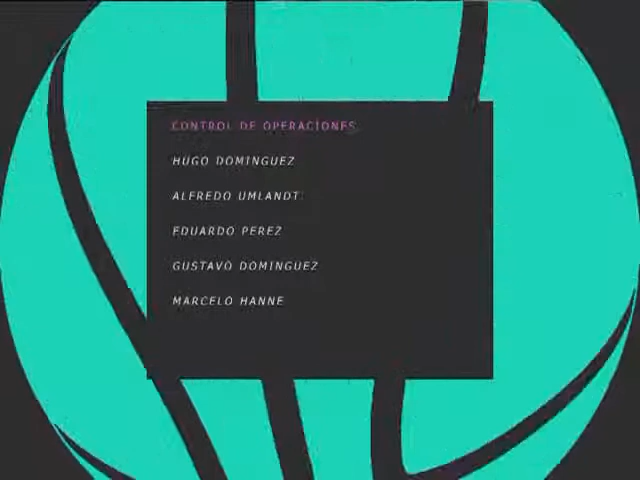 CONTROL DE OPERACIONES
HUGO DOMINGUEZ
ALFREDO UMLANDT
EDUARDO PEREZ
GUSTAVO DOMINGUEZ
MARCELO HANNE